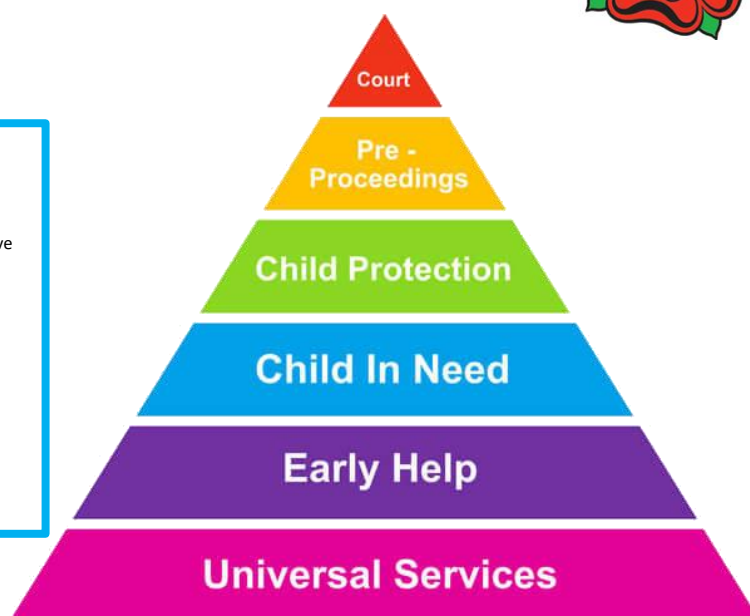 Court
Pre -
Proceedings
Child Protection
Child In Need
Early Help
Universal Services